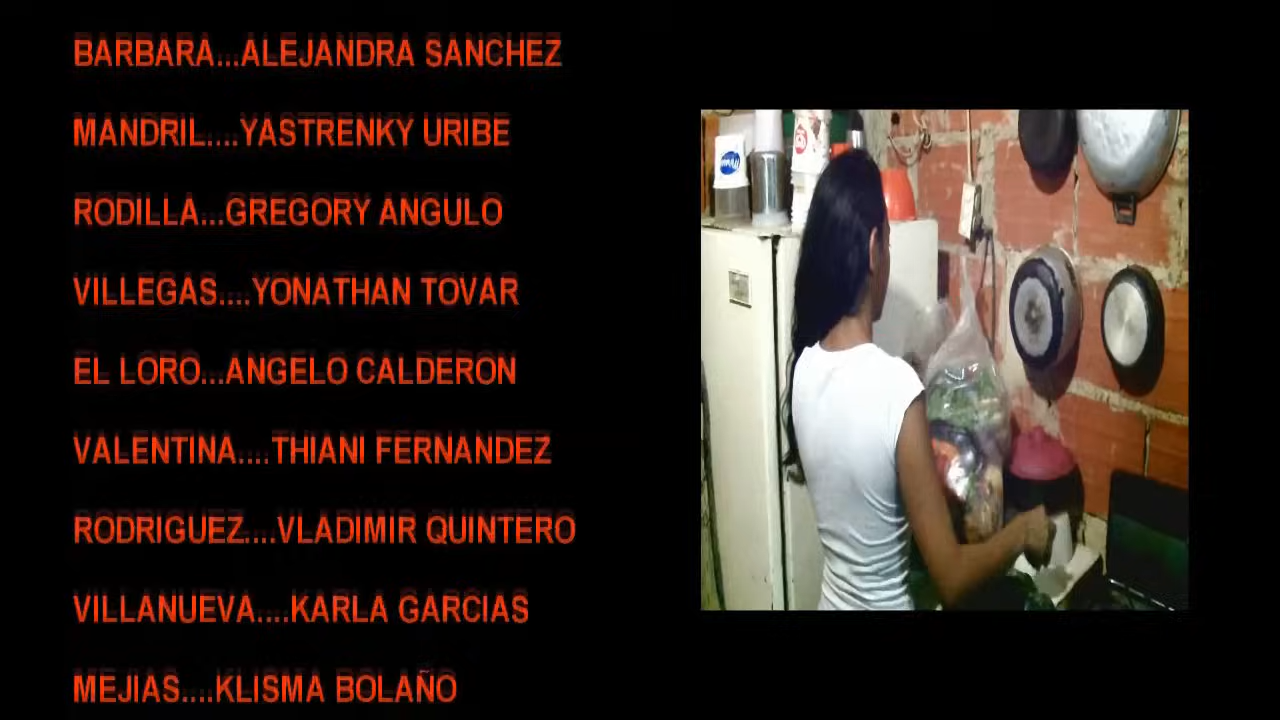 BARBARA...ALEJANDRA SANCHEZ
MANDRIL....YASTRENKY URIBE
RODILLA...GREGORY ANGULO
VILLEGAS....YONATHAN TOVAR
EL LORO...ANGELO CALDERON
VALENTINA....THIANI FERNANDEZ
RODRIGUEZ....VLADIMIR QUINTERO
VILLANUEVA....KARLA GARCIAS
MEJIAS....KLISMA BOLAÑO